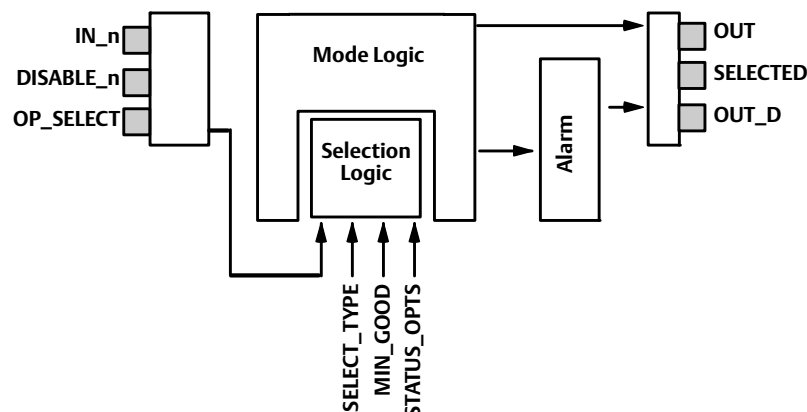 IN_n
DISABLE_n
OP_SELECT
Mode Logic
Selection
Logic
Alarm
OUT
SELECTED
OUT_D
SELECT_TYPE
MIN_GOOD
STATUS_OPTS